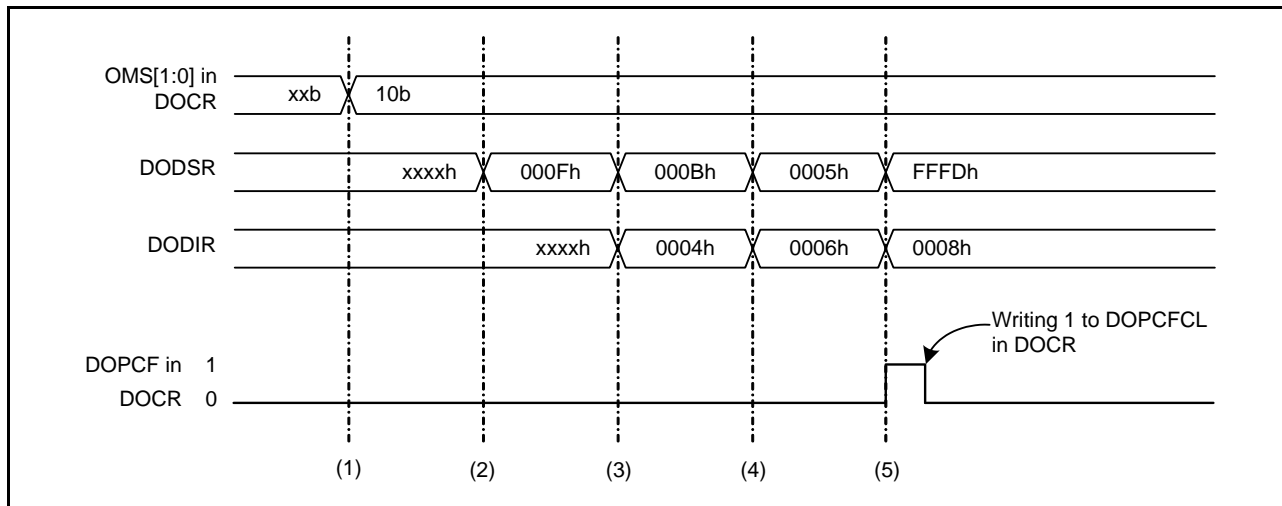 OMS[1:0] in
DOCR
xxb
10b
DODSR
xxxxh
000Fh
000Bh
0005h
FFFDh
DODIR
xxxxh
0004h
0006h
0008h
Writing 1 to DOPCFCL
in DOCR
DOPCF in 1
DOCR 0
(1)
(2)
(3)
(4)
(5)